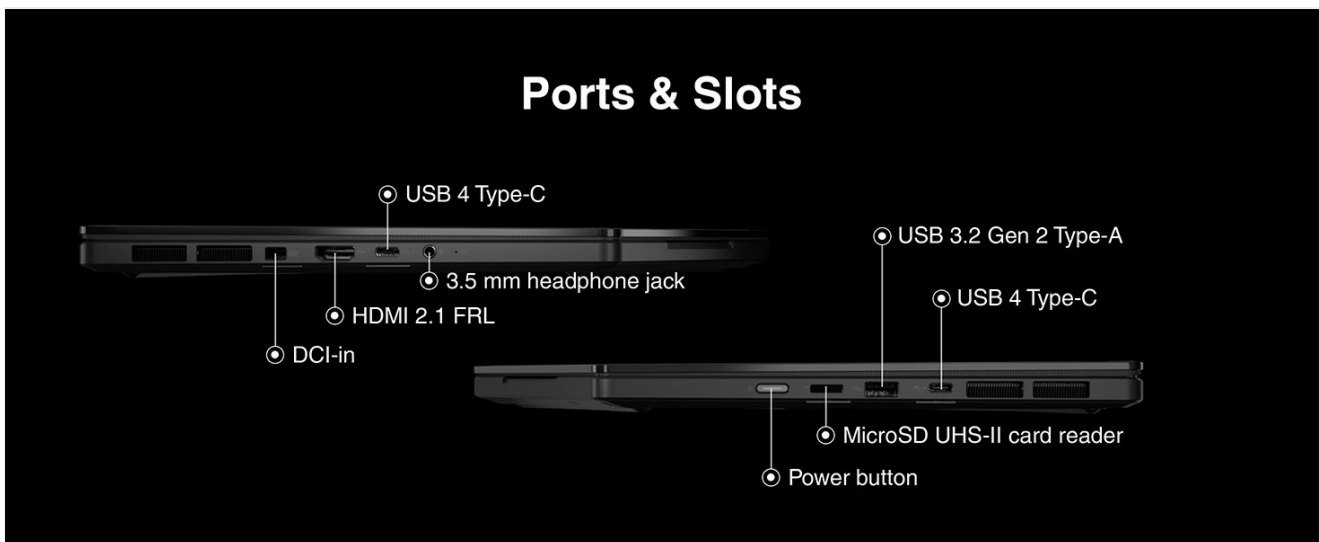 Ports & Slots
USB 4 Type-C
3.5 mm headphone jack
HDMI 2.1 FRL
DCI-in
USB 3.2 Gen 2 Type-A
USB 4 Type-C
MicroSD UHS-II card reader
Power button